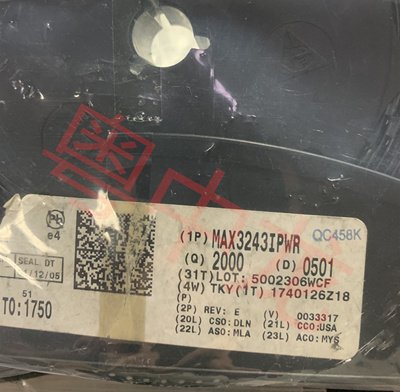 Pb
e4
SEAL DT
12/05
51
TO:1750
QC458K
(1P) MAX3243IPWR
(Q) 2000 (D) 0501
(31T)LOT: 5002306WCF
(4W) TKY(1T) 1740126Z18
(P)
(2P) REV: E (V) 0033317
(20L) CSO:DLN (21L) CCO:USA
(22L) ASO:MLA (23L) ACO:MYS